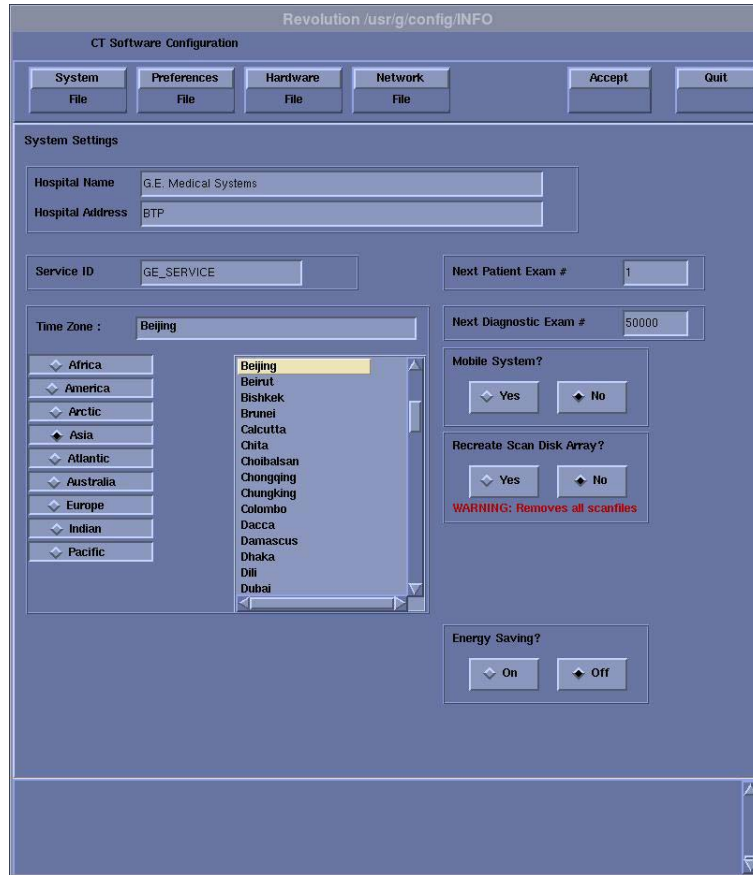 Revolution /usr/g/config/INFO
CT Software Configuration
System Preferences Hardware Network Accept Quit
File File File File
System Settings
Hospital Name G.E. Medical Systems
Hospital Address BTP
Service ID GE_SERVICE
Next Patient Exam # 1
Time Zone : Beijing
Next Diagnostic Exam # 50000
Africa
America
Arctic
Asia
Atlantic
Australia
Europe
Indian
Pacific
Beijing
Beirut
Bishkek
Brunei
Calcutta
Chita
Choibalsan
Chongqing
Chungking
Colombo
Dacca
Damascus
Dhaka
Dili
Dubai
Mobile System?
Yes No
Recreate Scan Disk Array?
Yes No
WARNING: Removes all scanfiles
Energy Saving?
On Off